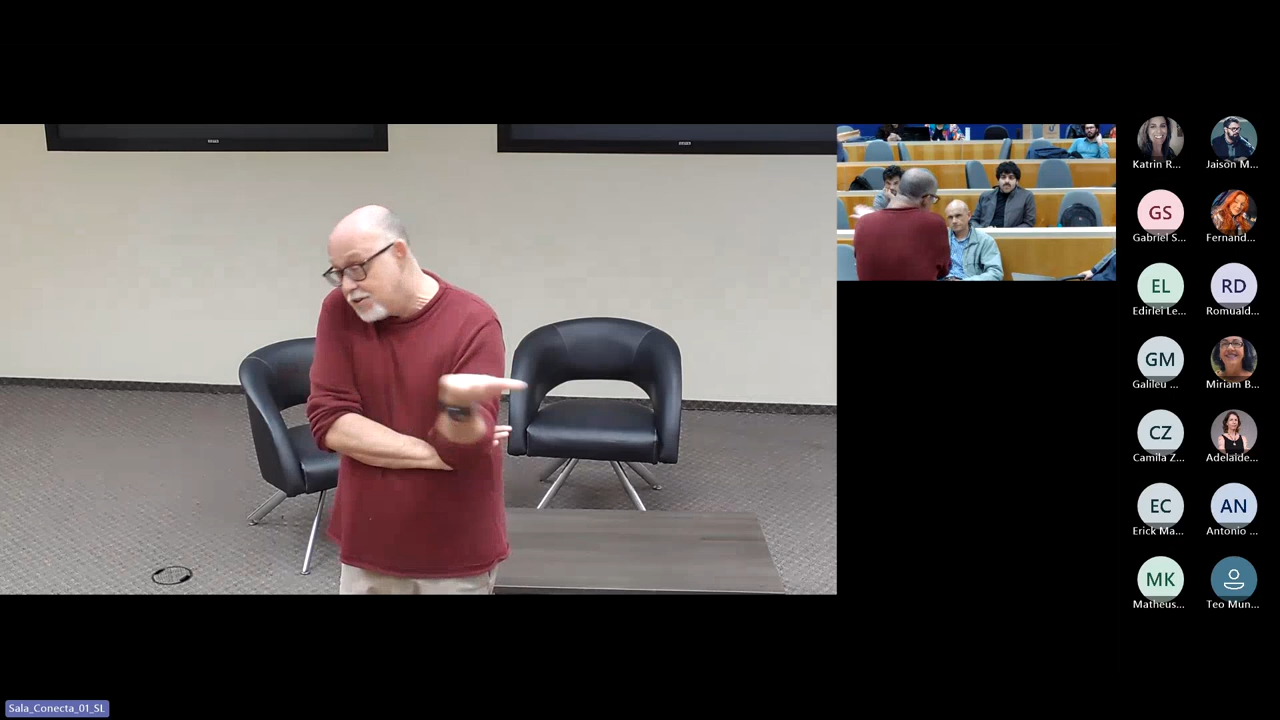 Katrin R...
Jaison M...
GS
Gabriel S...
Fernand...
EL
Edirlei Le...
RD
Romuald...
GM
Galileu ...
Miriam B...
CZ
Camila Z...
Adelaide...
EC
Erick Ma...
AN
Antonio ...
MK
Matheus...
Teo Mun...
Sala_Conecta_01_SL